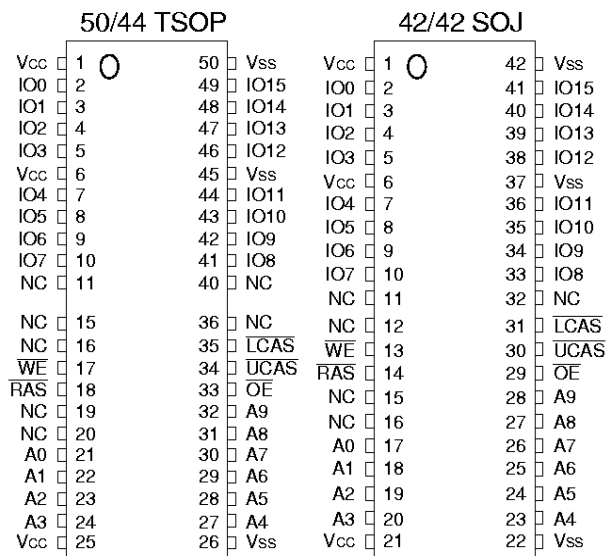 50/44 TSOP
Vcc 1 50 Vss
IO0 2 49 IO15
IO1 3 48 IO14
IO2 4 47 IO13
IO3 5 46 IO12
Vcc 6 45 Vss
IO4 7 44 IO11
IO5 8 43 IO10
IO6 9 42 IO9
IO7 10 41 IO8
NC 11 40 NC
NC 15 36 NC
NC 16 35 LCAS
WE 17 34 UCAS
RAS 18 33 OE
NC 19 32 A9
NC 20 31 A8
A0 21 30 A7
A1 22 29 A6
A2 23 28 A5
A3 24 27 A4
Vcc 25 26 Vss
42/42 SOJ
Vcc 1 42 Vss
IO0 2 41 IO15
IO1 3 40 IO14
IO2 4 39 IO13
IO3 5 38 IO12
Vcc 6 37 Vss
IO4 7 36 IO11
IO5 8 35 IO10
IO6 9 34 IO9
IO7 10 33 IO8
NC 11 32 NC
NC 12 31 LCAS
WE 13 30 UCAS
RAS 14 29 OE
NC 15 28 A9
NC 16 27 A8
A0 17 26 A7
A1 18 25 A6
A2 19 24 A5
A3 20 23 A4
Vcc 21 22 Vss